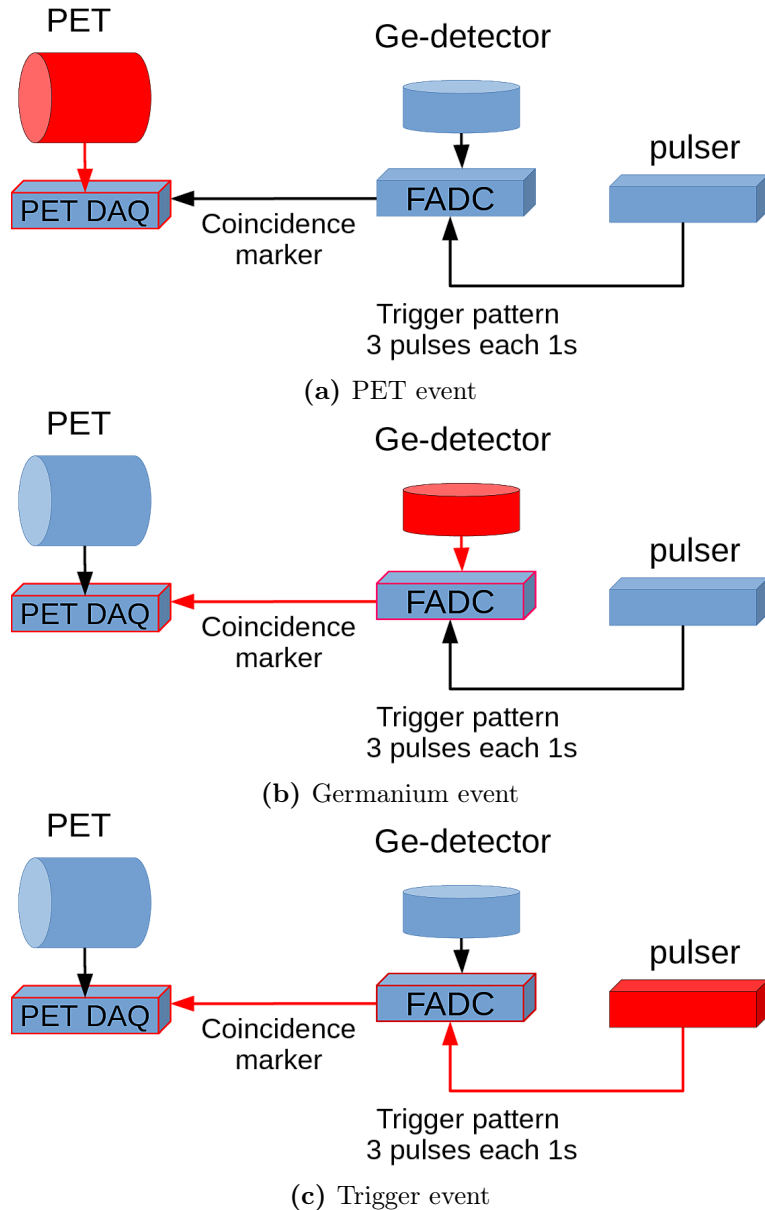 PET
Ge-detector
pulser
PET DAQ
FADC
Coincidence
marker
Trigger pattern
3 pulses each 1s
(a) PET event
PET
Ge-detector
pulser
PET DAQ
FADC
Coincidence
marker
Trigger pattern
3 pulses each 1s
(b) Germanium event
PET
Ge-detector
pulser
PET DAQ
FADC
Coincidence
marker
Trigger pattern
3 pulses each 1s
(c) Trigger event